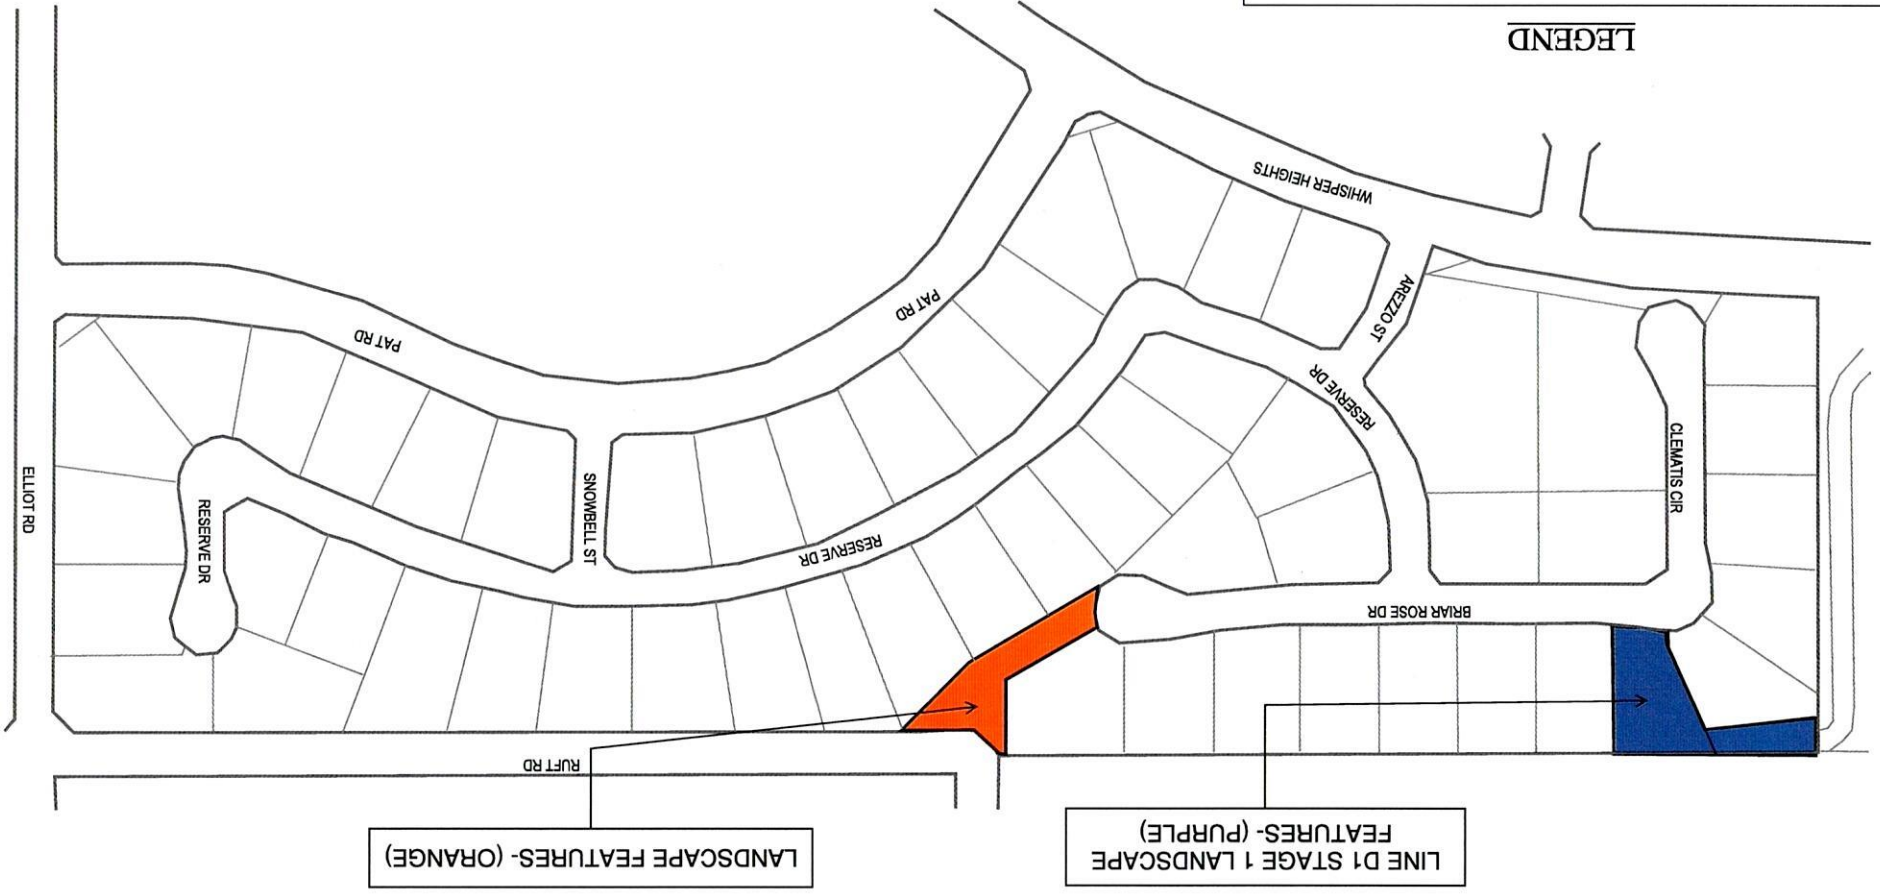 LEGEND
WHISPER HEIGHTS
AREZZO ST
PAT RD
PAT RD
RESERVE DR
CLEMATIS CIR
ELLIOT RD
RESERVE DR
SNOWBELL ST
RESERVE DR
BRIAR ROSE DR
RUFT RD
LANDSCAPE FEATURES- (ORANGE)
LINE D1 STAGE 1 LANDSCAPE
FEATURES- (PURPLE)